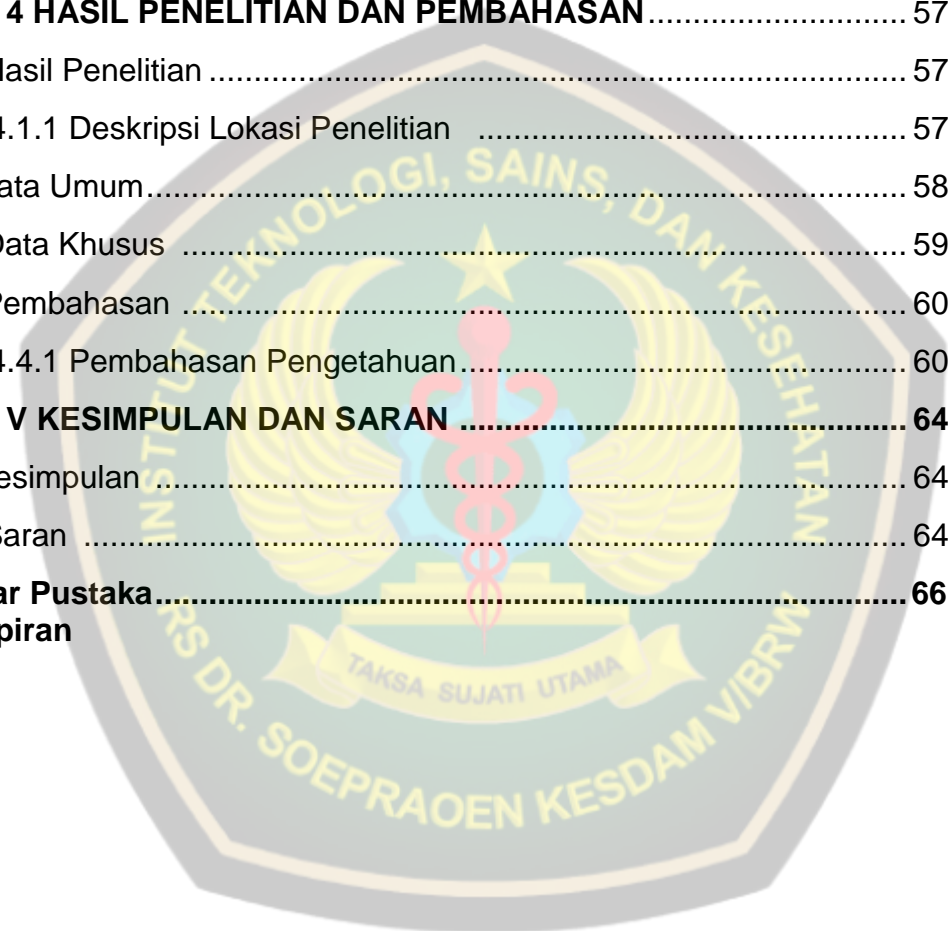 4 HASIL PENELITIAN DAN PEMBAHASAN............................ 57
Hasil Penelitian ........................................................................... 57
4.1.1 Deskripsi Lokasi Penelitian .............................................. 57
ata Umum.................................................................................. 58
Data Khusus .............................................................................. 59
Pembahasan .............................................................................. 60
4.4.1 Pembahasan Pengetahuan................................................ 60
V KESIMPULAN DAN SARAN ................................................ 64
esimpulan.................................................................................. 64
Saran ......................................................................................... 64
ar Pustaka.................................................................................66
piran
INSTITUT TEKNOLOGI, SAINS, DAN KESEHATAN
TAKSA SUJATI UTAMA
RS DR. SOEPRAOEN KESDAM V/BRW